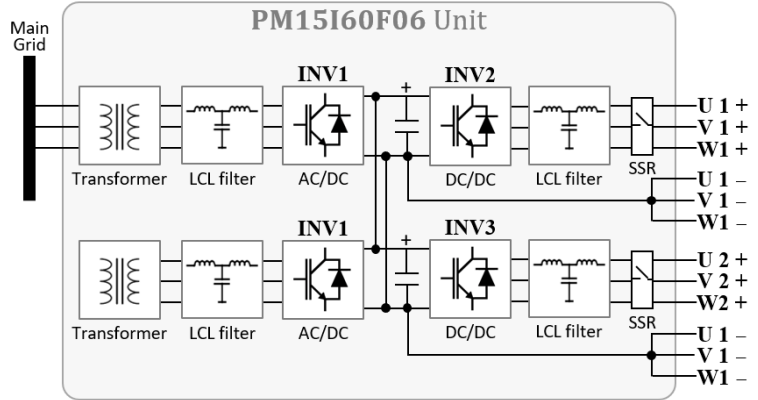 PM15I60F06 Unit
Main
Grid
INV1
INV2
+
U 1 +
V 1 +
W1 +
Transformer
LCL filter
AC/DC
DC/DC
LCL filter
SSR
U 1 –
V 1 –
W1 –
INV1
INV3
+
U 2 +
V 2 +
W2 +
Transformer
LCL filter
AC/DC
DC/DC
LCL filter
SSR
U 1 –
V 1 –
W1 –